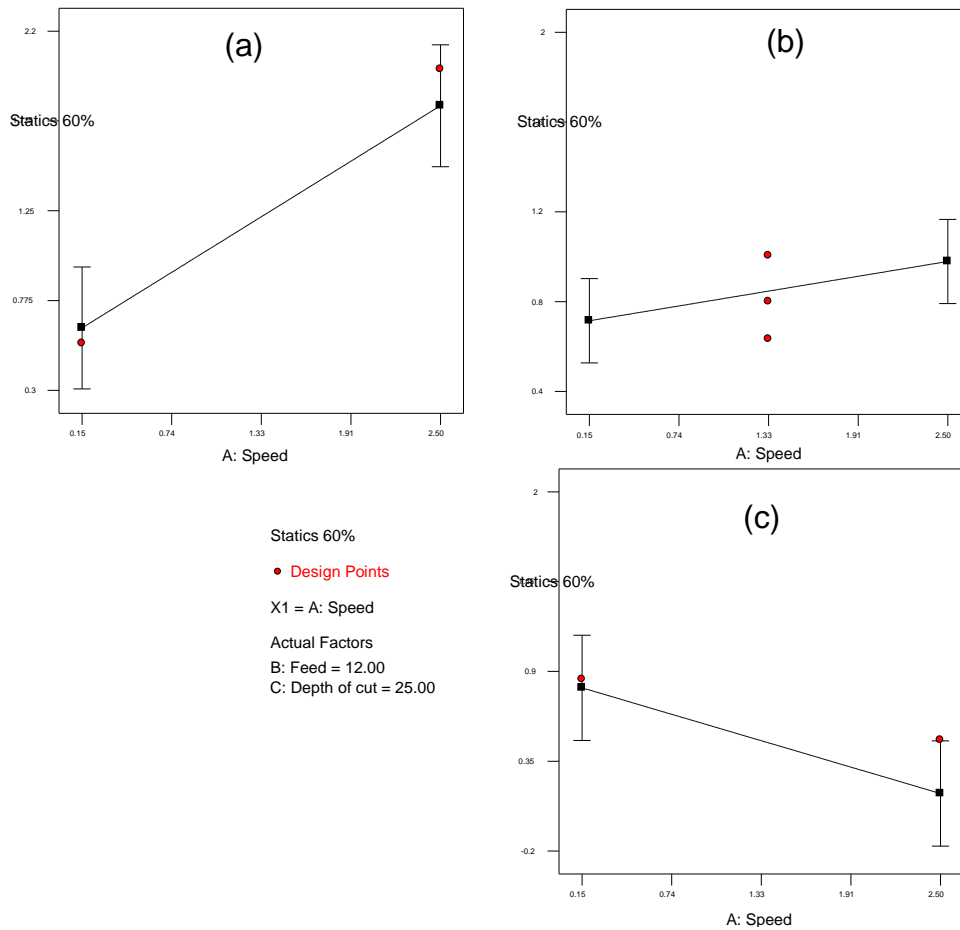 (a)
2.2
Statics 60%
1.25
0.775
0.3
0.15 0.74 1.33 1.91 2.50
A: Speed
(b)
2
Statics 60%
1.2
0.8
0.4
0.15 0.74 1.33 1.91 2.50
A: Speed
Statics 60%
Design Points
X1 = A: Speed
Actual Factors
B: Feed = 12.00
C: Depth of cut = 25.00
(c)
2
Statics 60%
0.9
0.35
-0.2
0.15 0.74 1.33 1.91 2.50
A: Speed